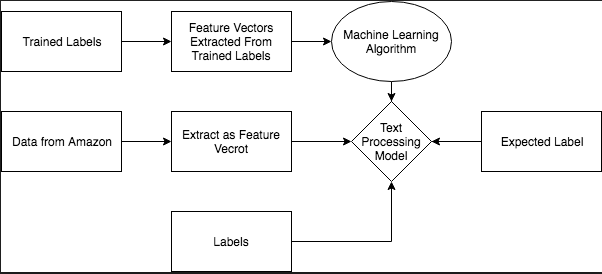 Trained Labels
Feature Vectors
Extracted From
Trained Labels
Machine Learning
Algorithm
Data from Amazon
Extract as Feature
Vecrot
Text
Processing
Model
Expected Label
Labels